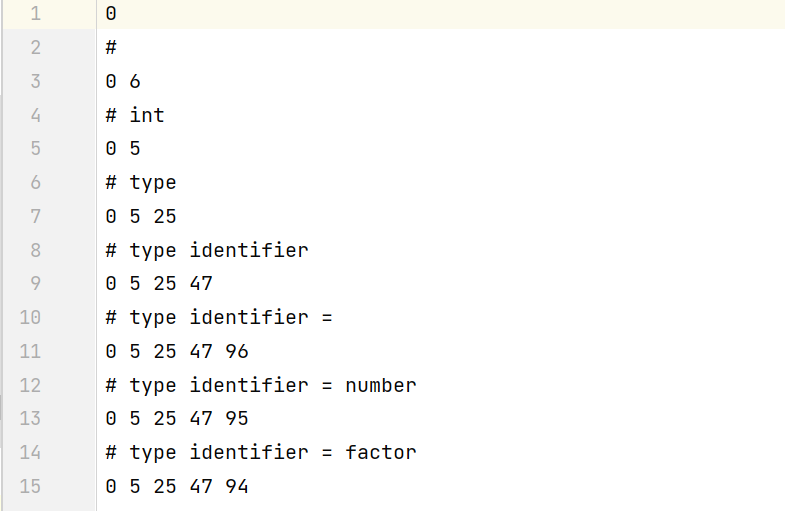 1 0
2 #
3 0 6
4 # int
5 0 5
6 # type
7 0 5 25
8 # type identifier
9 0 5 25 47
10 # type identifier =
11 0 5 25 47 96
12 # type identifier = number
13 0 5 25 47 95
14 # type identifier = factor
15 0 5 25 47 94